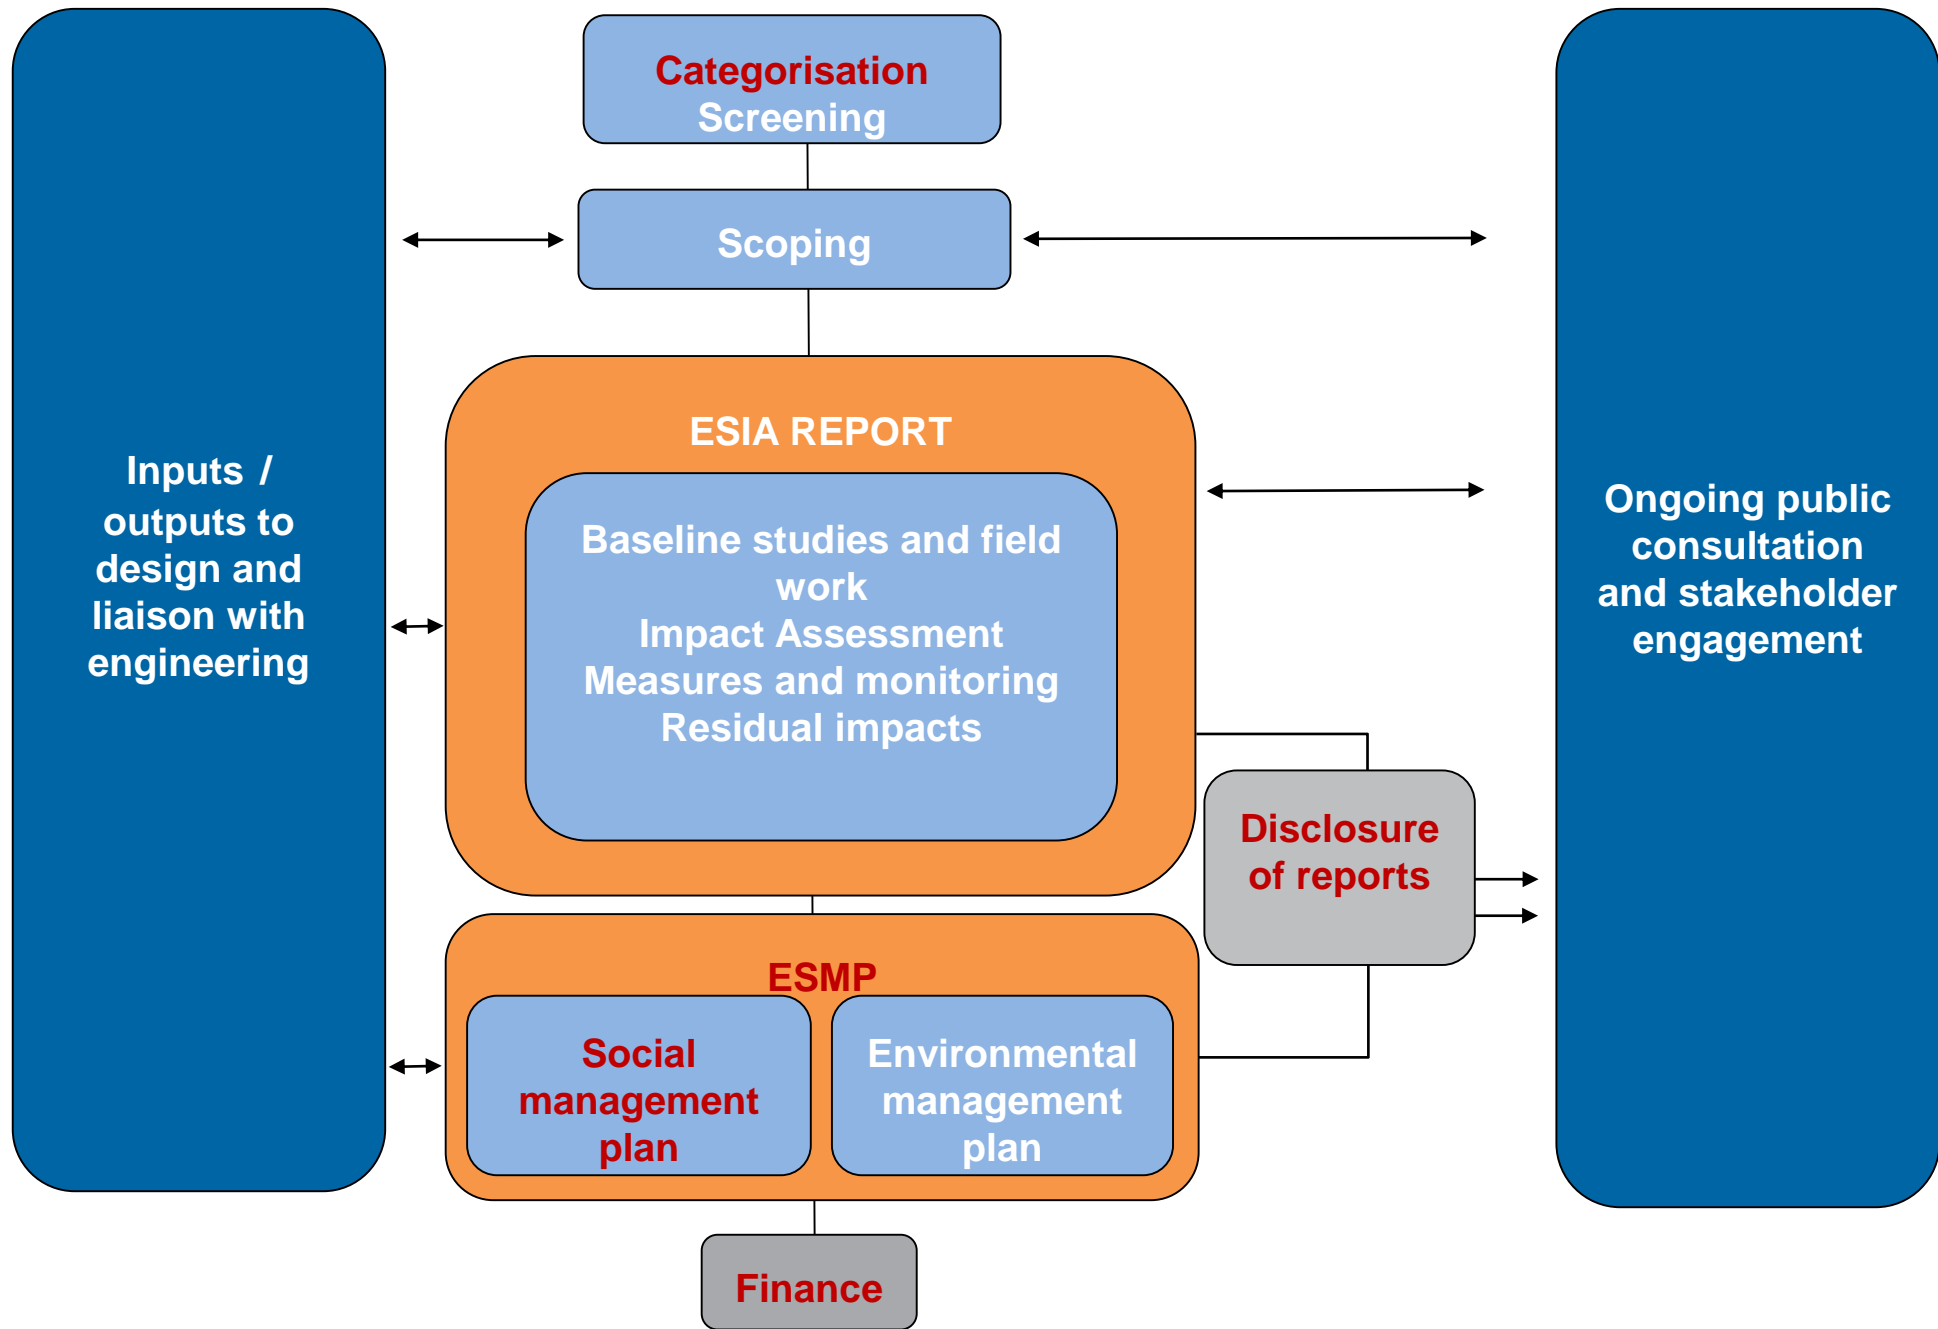 Categorisation
Screening
Scoping
Inputs /
outputs to
design and
liaison with
engineering
ESIA REPORT
Baseline studies and field
work
Impact Assessment
Measures and monitoring
Residual impacts
Ongoing public
consultation
and stakeholder
engagement
Disclosure
of reports
ESMP
Social
management
plan
Environmental
management
plan
Finance